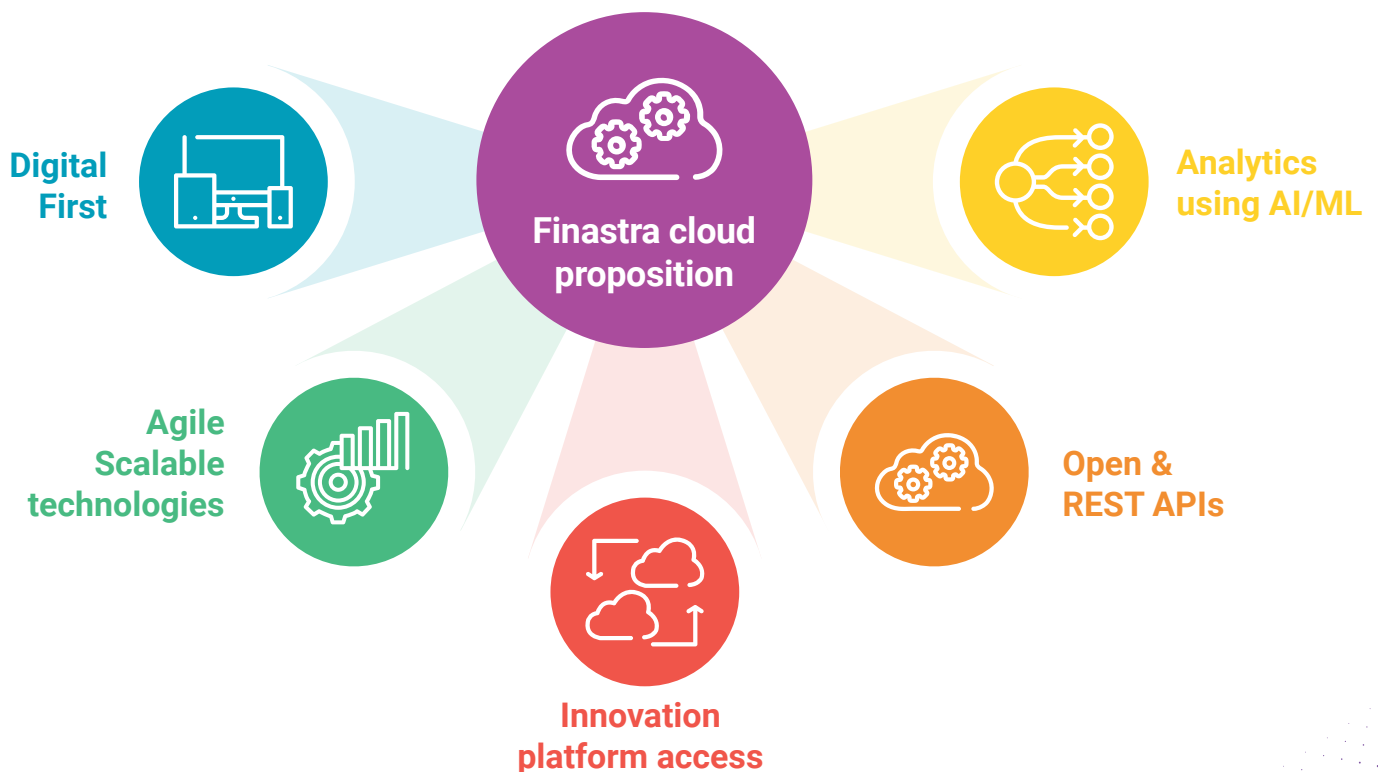 Finastra cloud
proposition
Digital
First
Agile
Scalable
technologies
Innovation
platform access
Open &
REST APIs
Analytics
using AI/ML